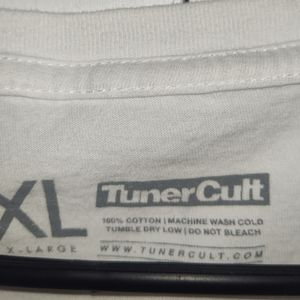 XL
X-LARGE
TunerCult
100% COTTON | MACHINE WASH COLD
TUMBLE DRY LOW | DO NOT BLEACH
WWW.TUNERCULT.COM